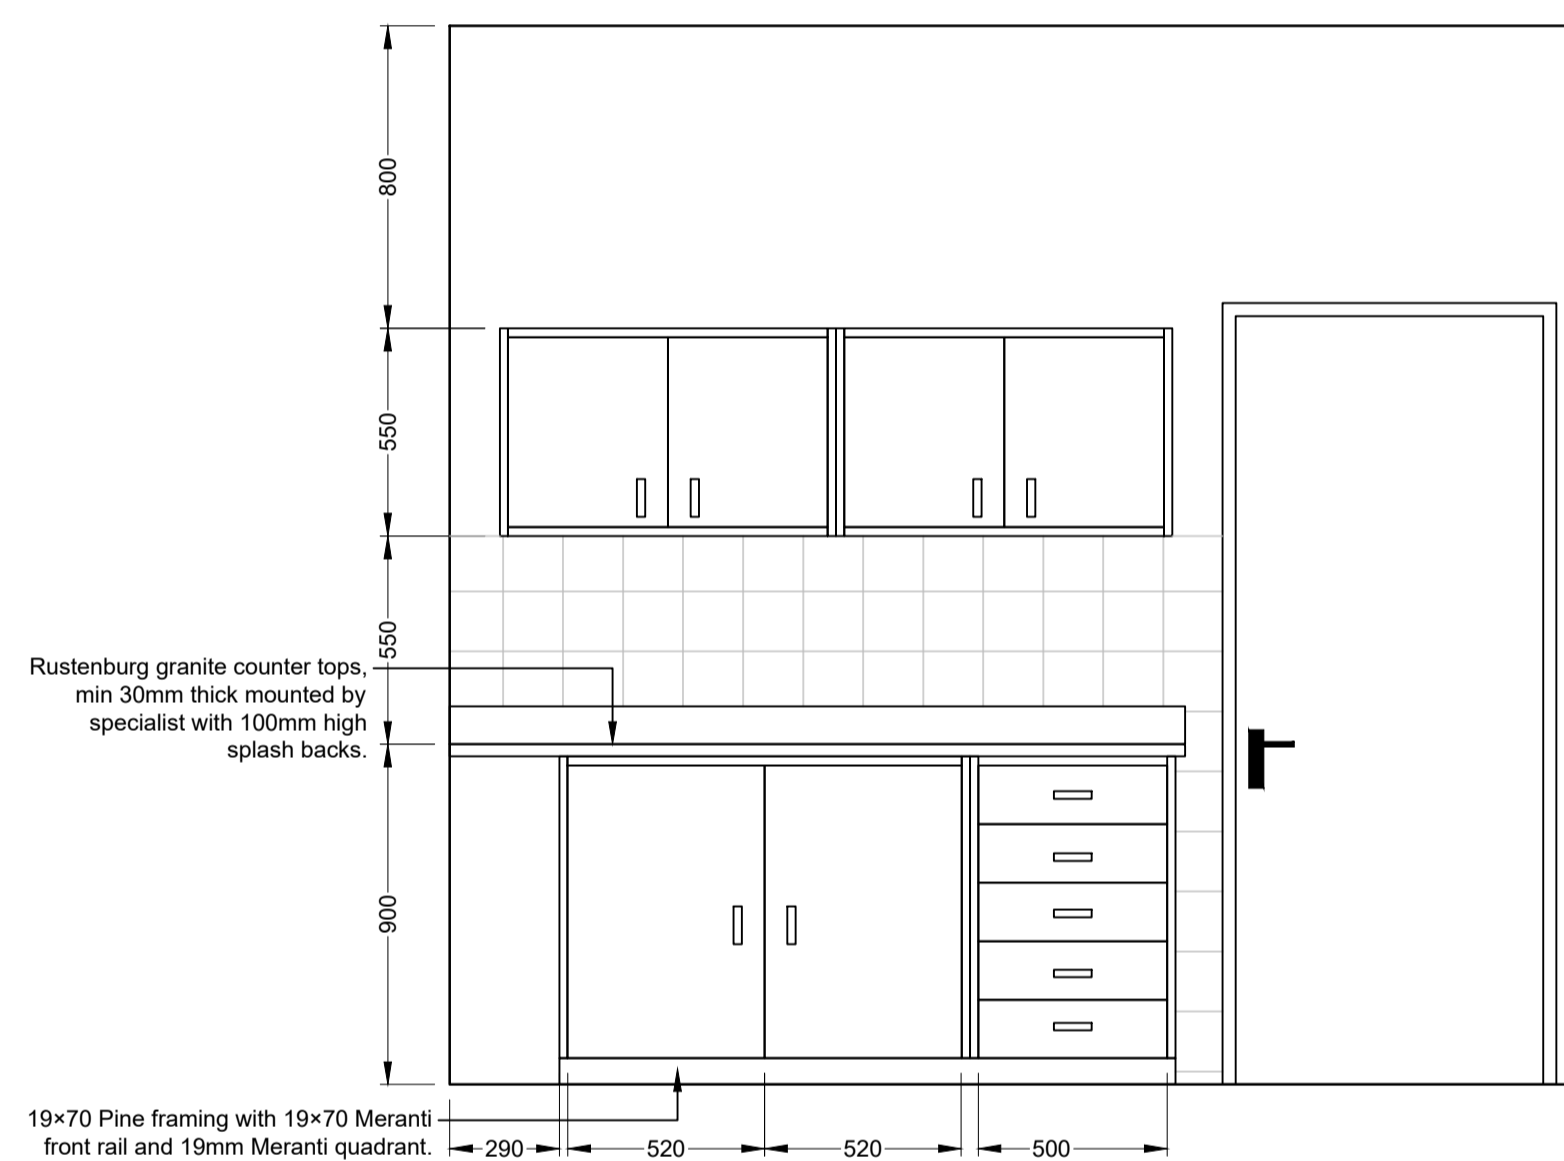 800
550
550
Rustenburg granite counter tops,
min 30mm thick mounted by
specialist with 100mm high
splash backs.
900
19×70 Pine framing with 19×70 Meranti
front rail and 19mm Meranti quadrant.
290 520 520 500